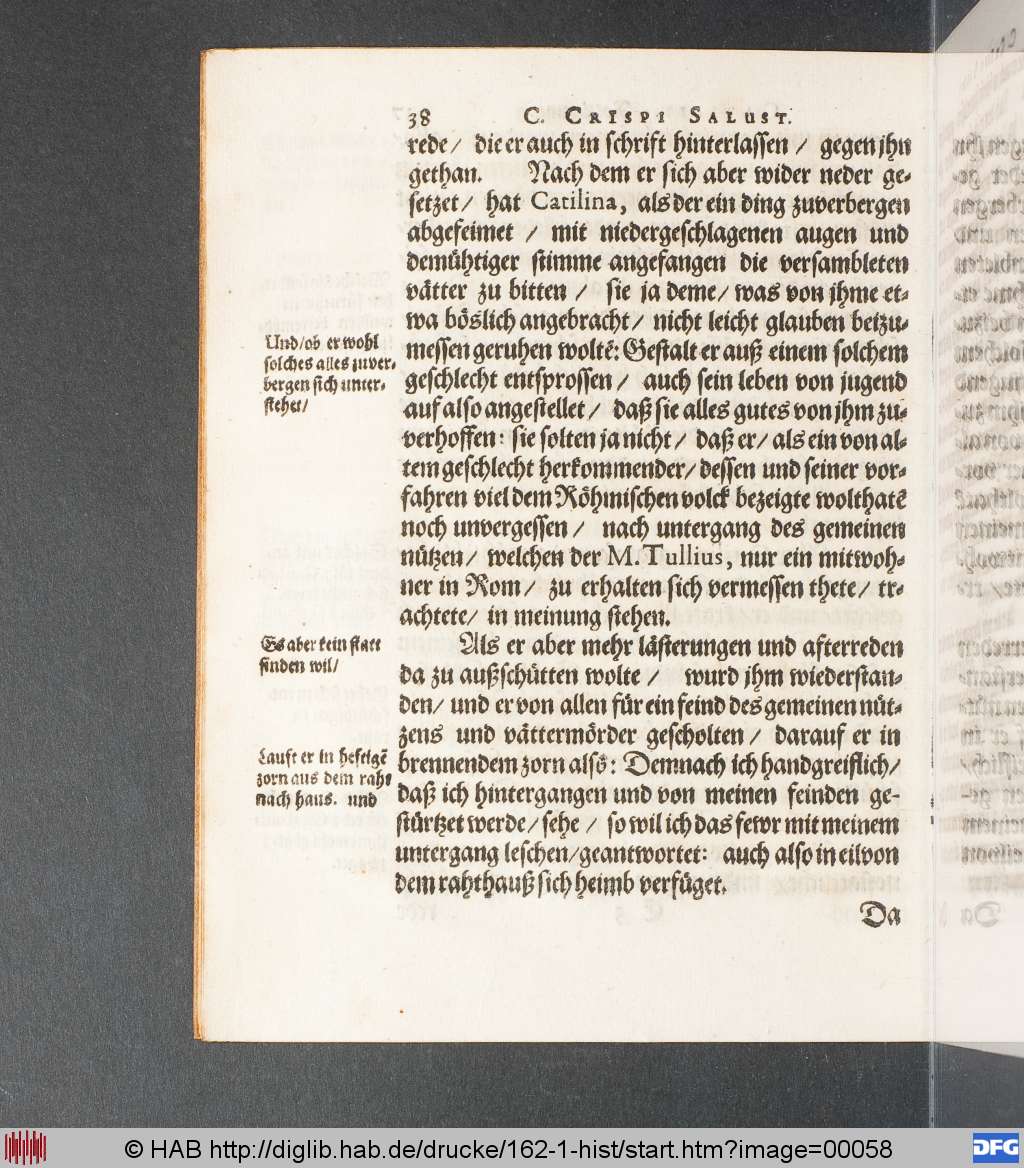 38 C. CRISPI SALUST.
rede/ die er auch in schrift hinterlassen/ gegen jhn
gethan. Nach dem er sich aber wider neder ge-
setzet/ hat Catilina, als der ein ding zuverbergen
abgefeimet/ mit niedergeschlagenen augen und
demühtiger stimme angefangen die versambleten
vätter zu bitten/ sie ja deme/ was von jhme et-
wa böslich angebracht/ nicht leicht glauben beizu-
messen geruhen woltẽ: Gestalt er auß einem solchem
geschlecht entsprossen/ auch sein leben von jugend
auf also angestellet/ daß sie alles gutes von jhm zu-
verhoffen: sie solten ja nicht/ daß er/ als ein von al-
tem geschlecht herkommender/ dessen und seiner vor-
fahren viel dem Röhmischen volck bezeigte wolthatẽ
noch unvergessen/ nach untergang des gemeinen
nützen/ welchen der M. Tullius, nur ein mitwoh-
ner in Rom/ zu erhalten sich vermessen thete/ tr-
achtete/ in meinung stehen.
Als er aber mehr lästerungen und afterreden
da zu außschütten wolte/ wurd jhm wiederstan-
den/ und er von allen für ein feind des gemeinen nüt-
zens und vättermörder gescholten/ darauf er in
brennendem zorn alsõ: Demnach ich handgreiflich/
daß ich hintergangen und von meinen feinden ge-
stürtzet werde/ sehe/ so wil ich das fewr mit meinem
untergang leschen/ geantwortet: auch also in eil von
dem rahthauß sich heimb verfüget.
Da
Und/ ob er wohl
solches alles zuver-
bergen sich unter-
stehet/
Es aber kein statt
finden wil/
Lauft er in heftigẽ
zorn aus dem raht
nach haus. und
© HAB http://diglib.hab.de/drucke/162-1-hist/start.htm?image=00058
DFG